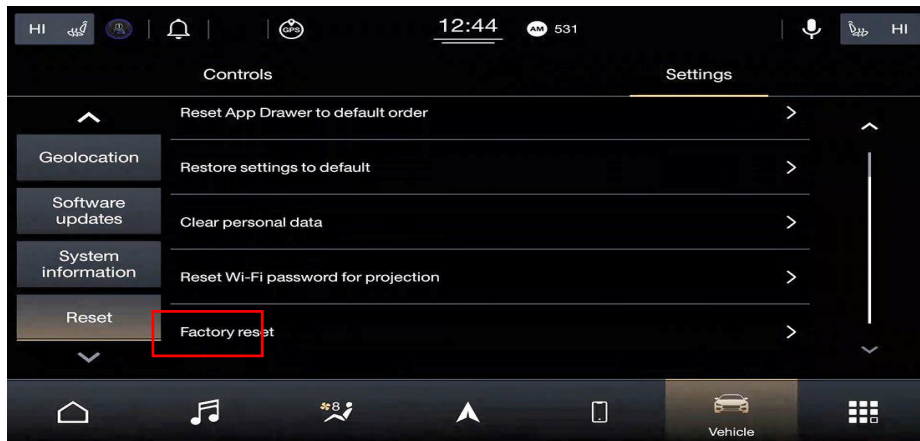 HI
GPS
12:44
AM 531
HI
Controls
Settings
Reset App Drawer to default order
Geolocation
Restore settings to default
Software
updates
Clear personal data
System
information
Reset Wi-Fi password for projection
Reset
Factory reset
8
Vehicle